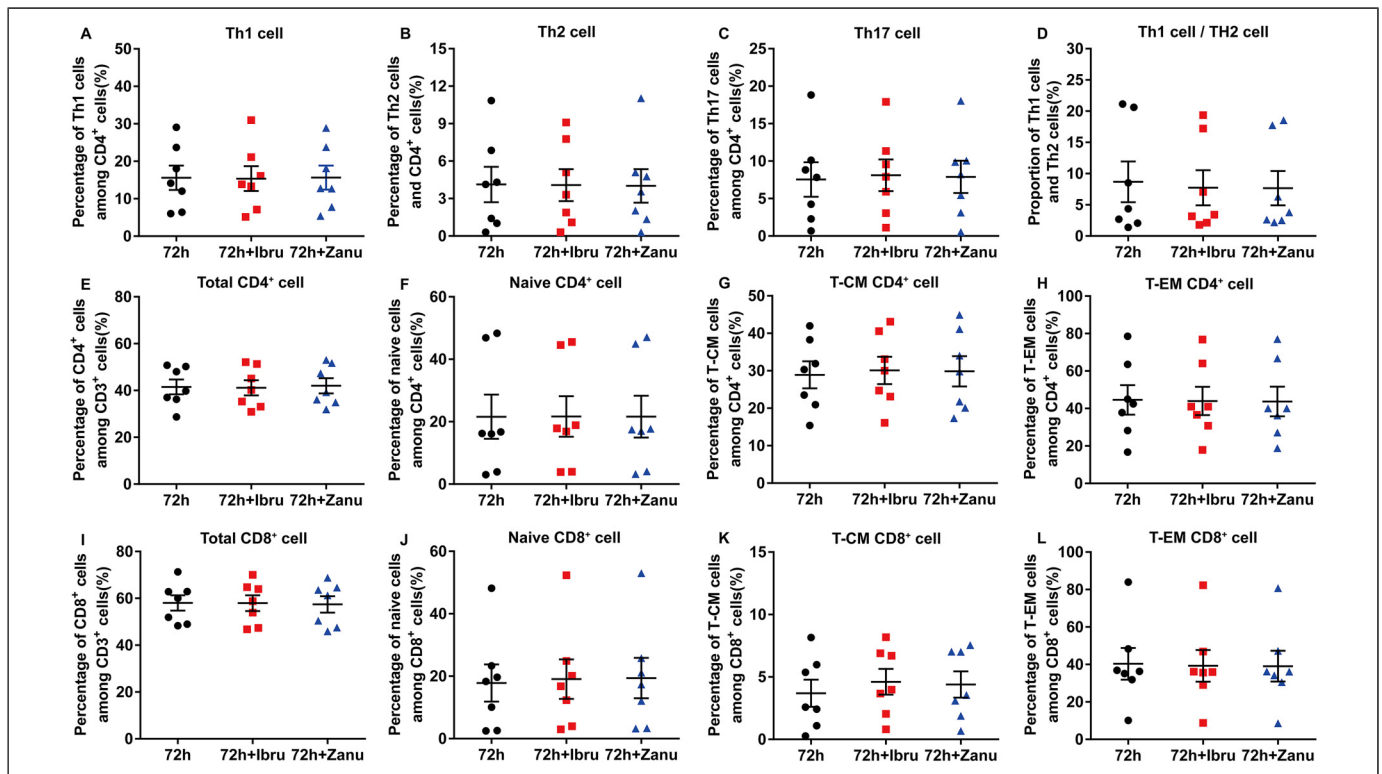 A
Th1 cell
Percentage of Th1 cells
among CD4⁺ cells(%)
50
40
30
20
10
0
72h
72h+Ibru
72h+Zanu
B
Th2 cell
Percentage of Th2 cells
and CD4⁺ cells(%)
15
12
9
6
3
0
72h
72h+Ibru
72h+Zanu
C
Th17 cell
Percentage of Th17 cells
among CD4⁺ cells(%)
25
20
15
10
5
0
72h
72h+Ibru
72h+Zanu
D
Th1 cell / TH2 cell
Proportion of Th1
and Th2 cells(%)
30
25
20
15
10
5
0
72h
72h+Ibru
72h+Zanu
E
Total CD4⁺ cell
Percentage of CD4⁺ cells
among CD3⁺ cells(%)
80
60
40
20
0
72h
72h+Ibru
72h+Zanu
F
Naive CD4⁺ cell
Percentage of naive cells
among CD4⁺ cells(%)
60
40
20
0
72h
72h+Ibru
72h+Zanu
G
T-CM CD4⁺ cell
Percentage of T-CM cells
among CD4⁺ cells(%)
50
40
30
20
10
0
72h
72h+Ibru
72h+Zanu
H
T-EM CD4⁺ cell
Percentage of T-EM cells
among CD4⁺ cells(%)
100
80
60
40
20
0
72h
72h+Ibru
72h+Zanu
I
Total CD8⁺ cell
Percentage of CD8⁺ cells
among CD3⁺ cells(%)
80
60
40
20
0
72h
72h+Ibru
72h+Zanu
J
Naive CD8⁺ cell
Percentage of naive cells
among CD8⁺ cells(%)
60
40
20
0
72h
72h+Ibru
72h+Zanu
K
T-CM CD8⁺ cell
Percentage of T-CM cells
among CD8⁺ cells(%)
15
10
5
0
72h
72h+Ibru
72h+Zanu
L
T-EM CD8⁺ cell
Percentage of T-EM cells
among CD8⁺ cells(%)
100
80
60
40
20
0
72h
72h+Ibru
72h+Zanu